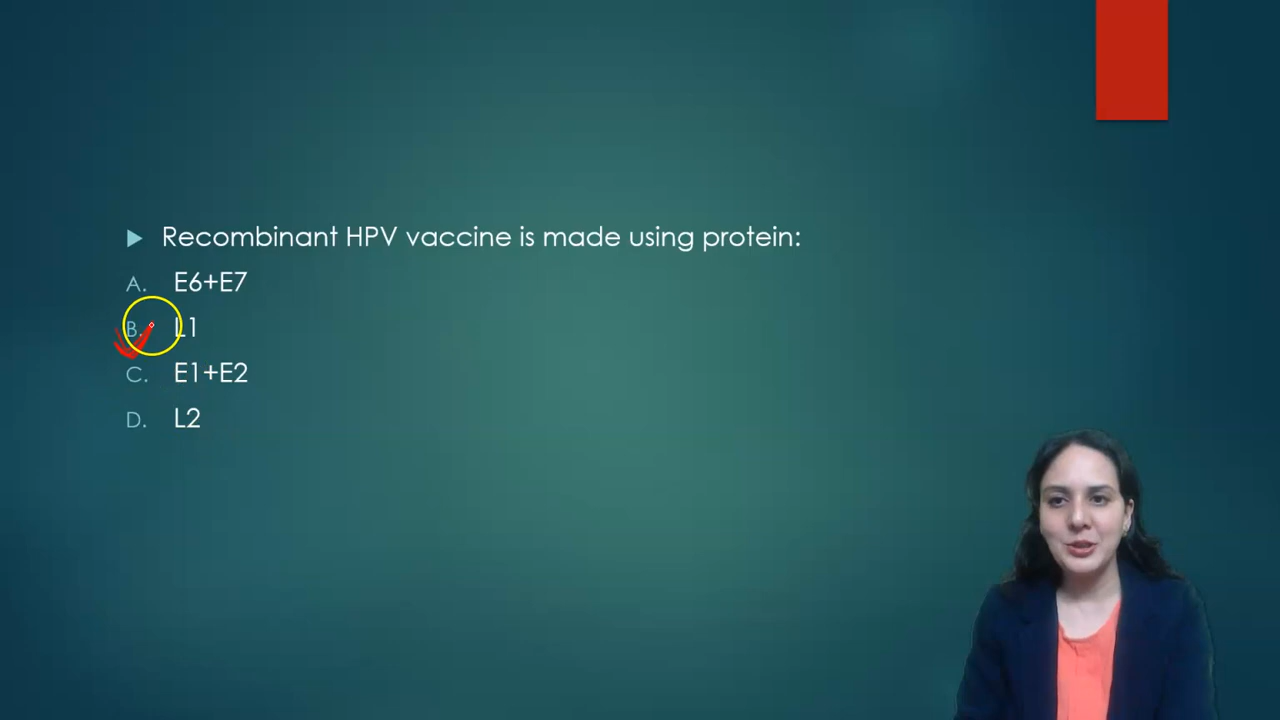 Recombinant HPV vaccine is made using protein:
A. E6+E7
B. L1
C. E1+E2
D. L2